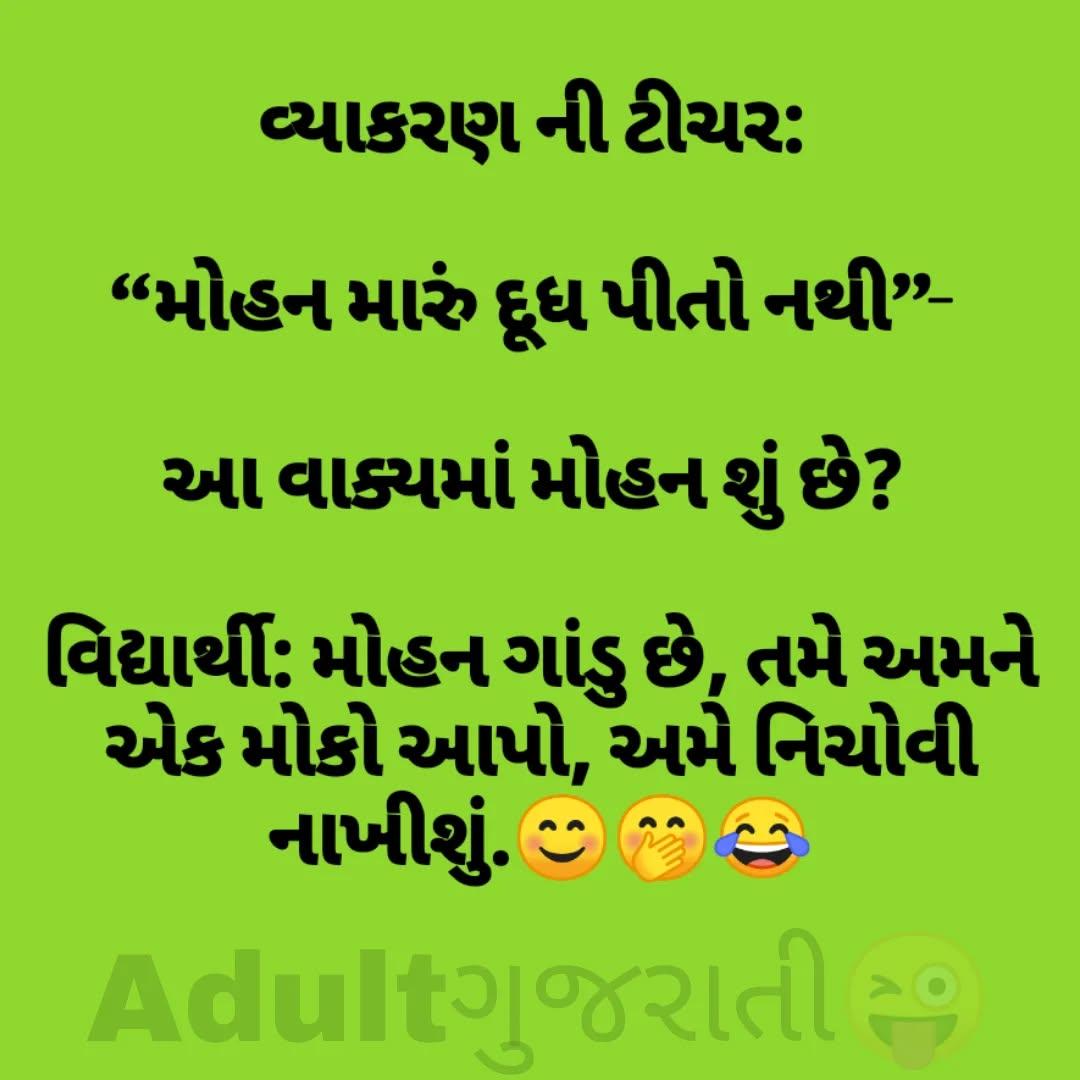 વ્યાકરણ ની ટીચર:
“મોહન મારું દૂધ પીતો નથી”-
આ વાક્યમાં મોહન શું છે?
વિદ્યાર્થી: મોહન ગાંડુ છે, તમે અમને
એક મોકો આપો, અમે નિચોવી
નાખીશું.😊🤭😂
Adultગુજરાતી😜